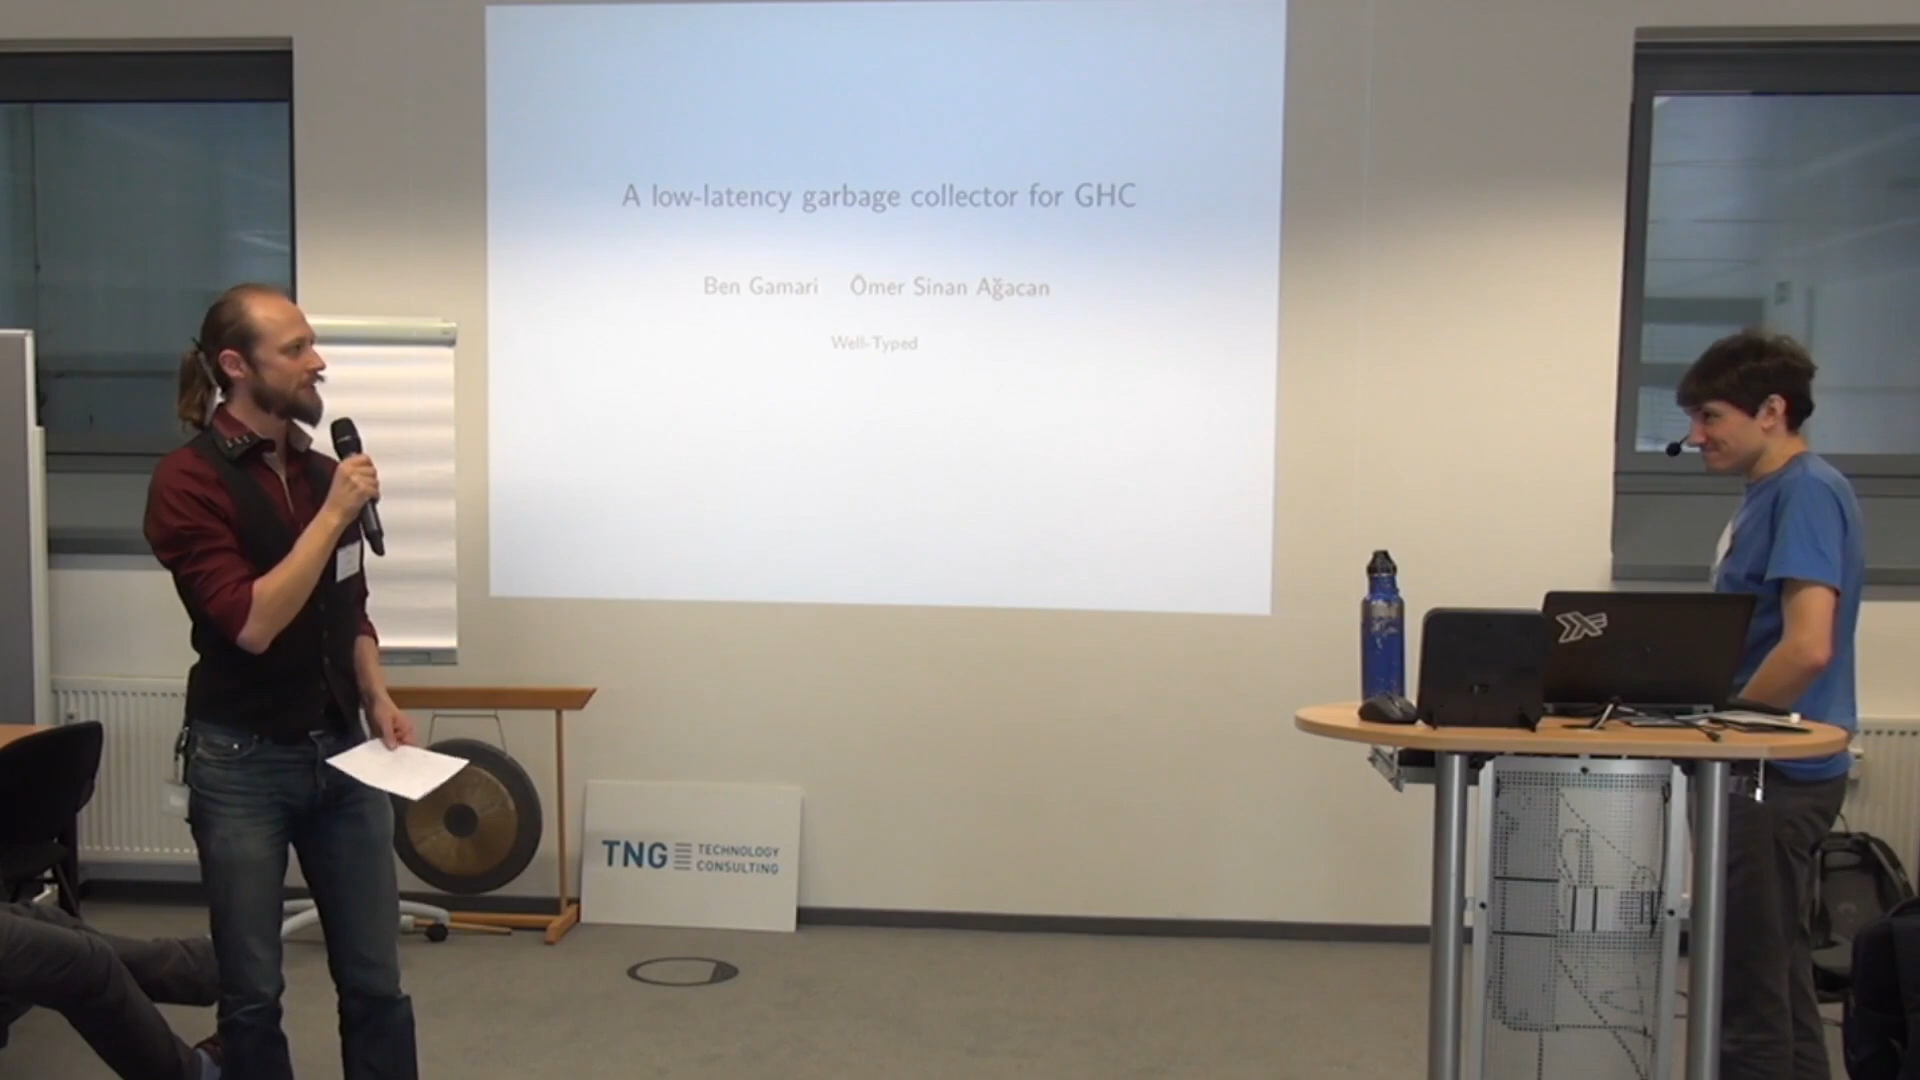 A low-latency garbage collector for GHC
Ben Gamari Ömer Sinan Ağacan
Well-Typed
TNG TECHNOLOGY
CONSULTING